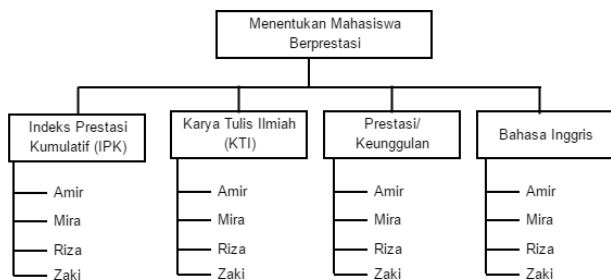 Menentukan Mahasiswa
Berprestasi
Indeks Prestasi
Kumulatif (IPK)
Amir
Mira
Riza
Zaki
Karya Tulis Ilmiah
(KTI)
Amir
Mira
Riza
Zaki
Prestasi/
Keunggulan
Amir
Mira
Riza
Zaki
Bahasa Inggris
Amir
Mira
Riza
Zaki